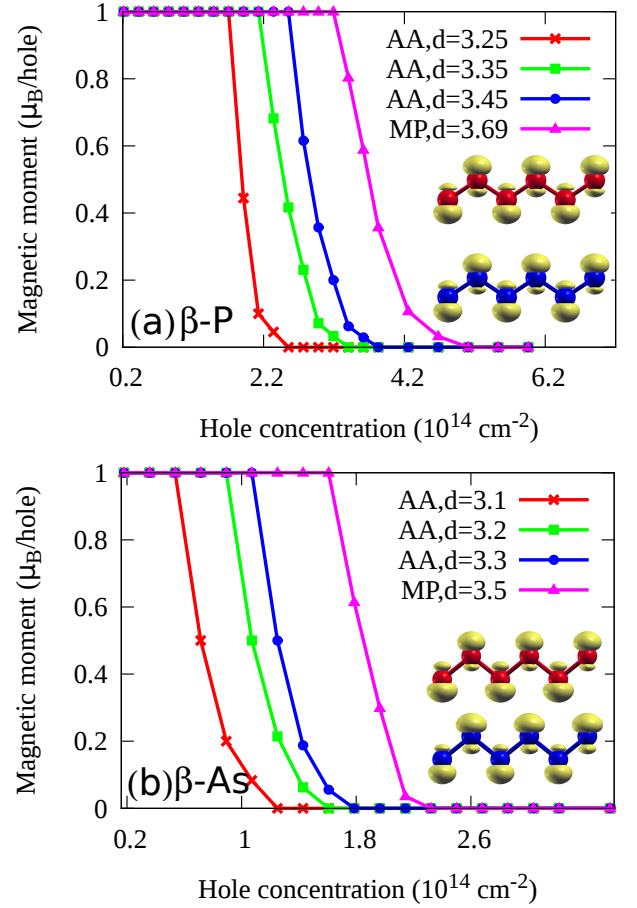 1
0.8
0.6
0.4
0.2
0
Magnetic moment (μ_B/hole)
AA,d=3.25
AA,d=3.35
AA,d=3.45
MP,d=3.69
(a)β-P
0.2 2.2 4.2 6.2
Hole concentration (10^14 cm^-2)
1
0.8
0.6
0.4
0.2
0
Magnetic moment (μ_B/hole)
AA,d=3.1
AA,d=3.2
AA,d=3.3
MP,d=3.5
(b)β-As
0.2 1 1.8 2.6
Hole concentration (10^14 cm^-2)